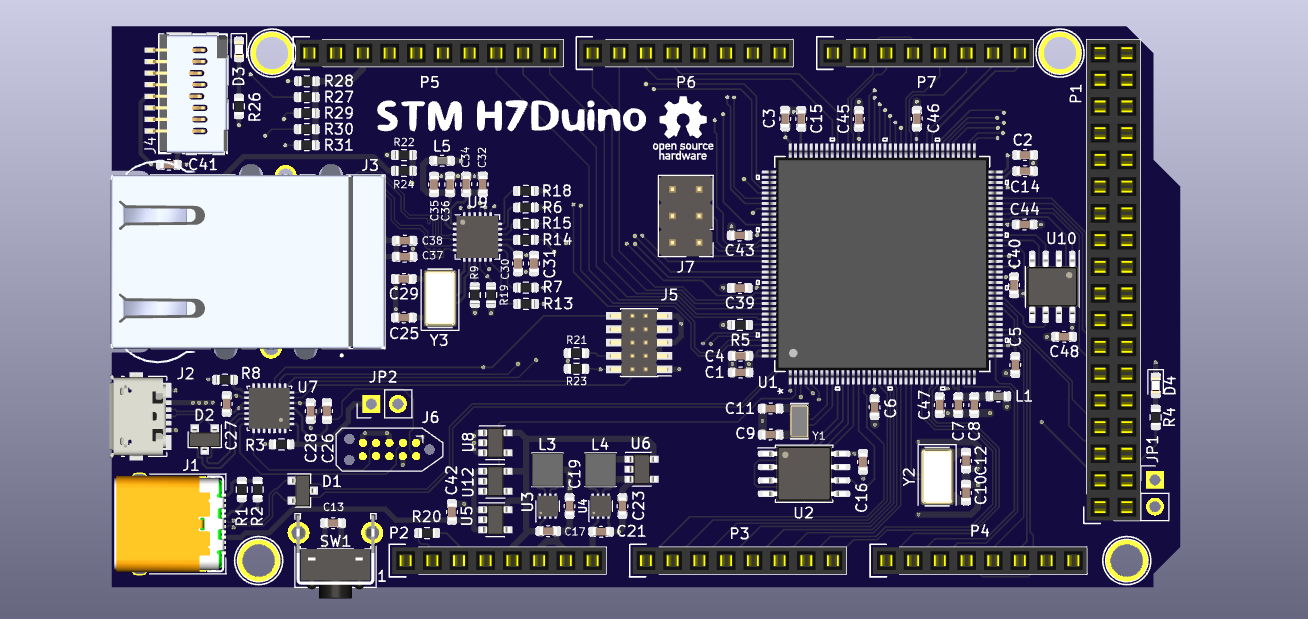 P5
P6
P7
P1
D3
R26
R28
R27
R29
R30
R31
STM H7Duino
open source
hardware
J4
C41
J3
R22
R24
L5
C34
C32
C35
C36
U9
C3
C15
C45
C46
C2
C14
R18
R6
R15
R14
C38
C37
C44
C40
U10
C43
J7
R9
R19
C30
C31
R7
R13
C29
C25
Y3
C39
J5
R5
C4
C1
C5
C48
R21
R23
J2
R8
U7
JP2
J6
D2
C27
R3
C28
C26
U1
*
C11
C9
Y1
C6
C47
C7
C8
L1
D4
R4
JP1
J1
U8
U12
U5
C42
L3
C19
L4
U6
U3
U4
C23
C17
C21
U2
C16
Y2
C12
C10
R1
R2
D1
C13
SW1
1
P2
R20
P3
P4